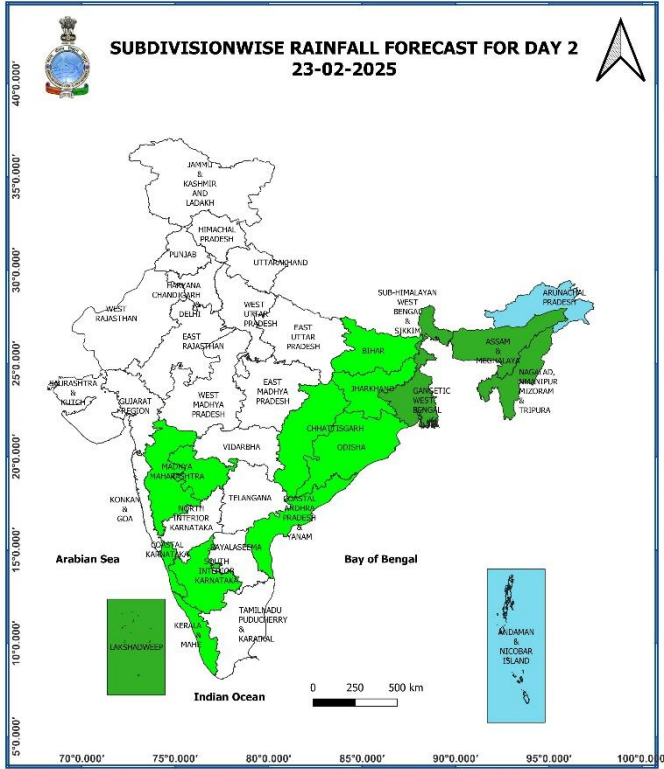 SUBDIVISIONWISE RAINFALL FORECAST FOR DAY 2
23-02-2025
40°0.000'
35°0.000'
30°0.000'
25°0.000'
20°0.000'
15°0.000'
10°0.000'
5°0.000'
JAMMU
&
KASHMIR
AND
LADAKH
HIMACHAL
PRADESH
PUNJAB
UTTARAKHAND
HARYANA
CHANDIGARH
&
DELHI
WEST
RAJASTHAN
WEST
UTTAR
PRADESH
EAST
RAJASTHAN
EAST
UTTAR
PRADESH
SUB-HIMALAYAN
WEST
BENGAL
&
SIKKIM
ARUNACHAL
PRADESH
ASSAM
&
MEGHALAYA
MIZORAM
&
TRIPURA
BIHAR
JHARKHAND
GANGETIC
WEST
BENGAL
SAURASHTRA
&
KUTCH
GUJARAT
REGION
WEST
MADHYA
PRADESH
EAST
MADHYA
PRADESH
CHHATTISGARH
ODISHA
VIDARBHA
MADHYA
MAHARASHTRA
TELANGANA
KONKAN
&
GOA
NORTH
INTERIOR
KARNATAKA
COASTAL
ANDHRA
PRADESH
&
YANAM
COASTAL
KARNATAKA
RAYALASEEMA
SOUTH
INTERIOR
KARNATAKA
Arabian Sea
Bay of Bengal
TAMILNADU
PUDUCHERRY
&
KARAIKAL
KERALA
&
MAHE
LAKSHADWEEP
ANDAMAN
&
NICOBAR
ISLAND
Indian Ocean
0 250 500 km
70°0.000' 75°0.000' 80°0.000' 85°0.000' 90°0.000' 95°0.000'